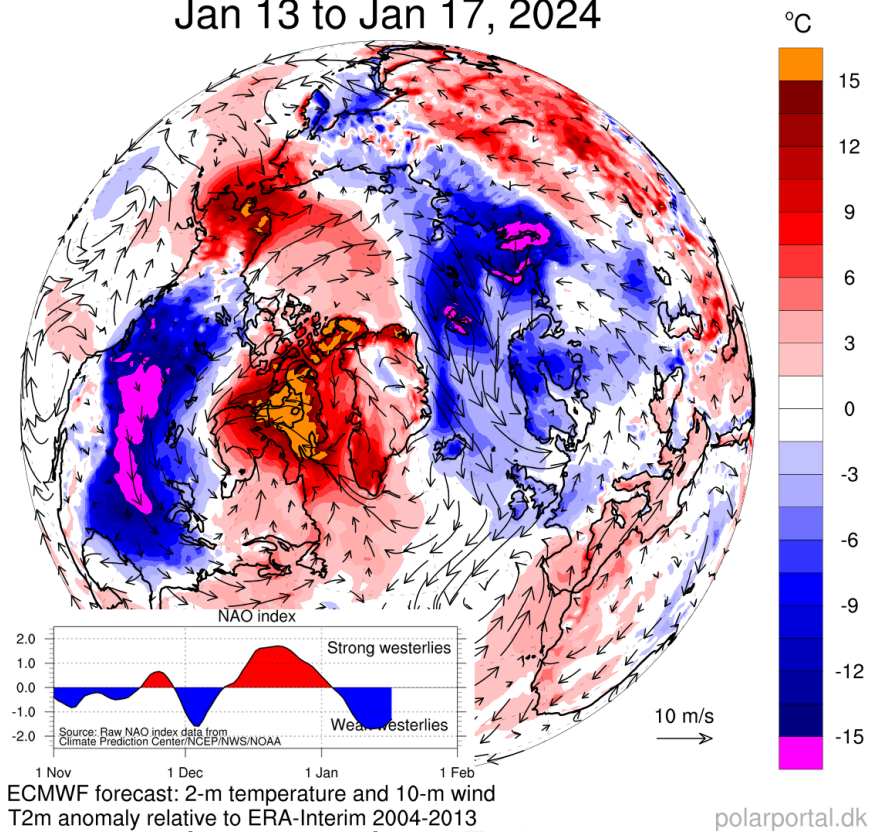 Jan 13 to Jan 17, 2024
ºC
15
12
9
6
3
0
-3
-6
-9
-12
-15
NAO index
2.0
1.0
0.0
-1.0
-2.0
Strong westerlies
Weak westerlies
Source: Raw NAO index data from
Climate Prediction Center/NCEP/NWS/NOAA
1 Nov
1 Dec
1 Jan
1 Feb
10 m/s
ECMWF forecast: 2-m temperature and 10-m wind
T2m anomaly relative to ERA-Interim 2004-2013
polarportal.dk